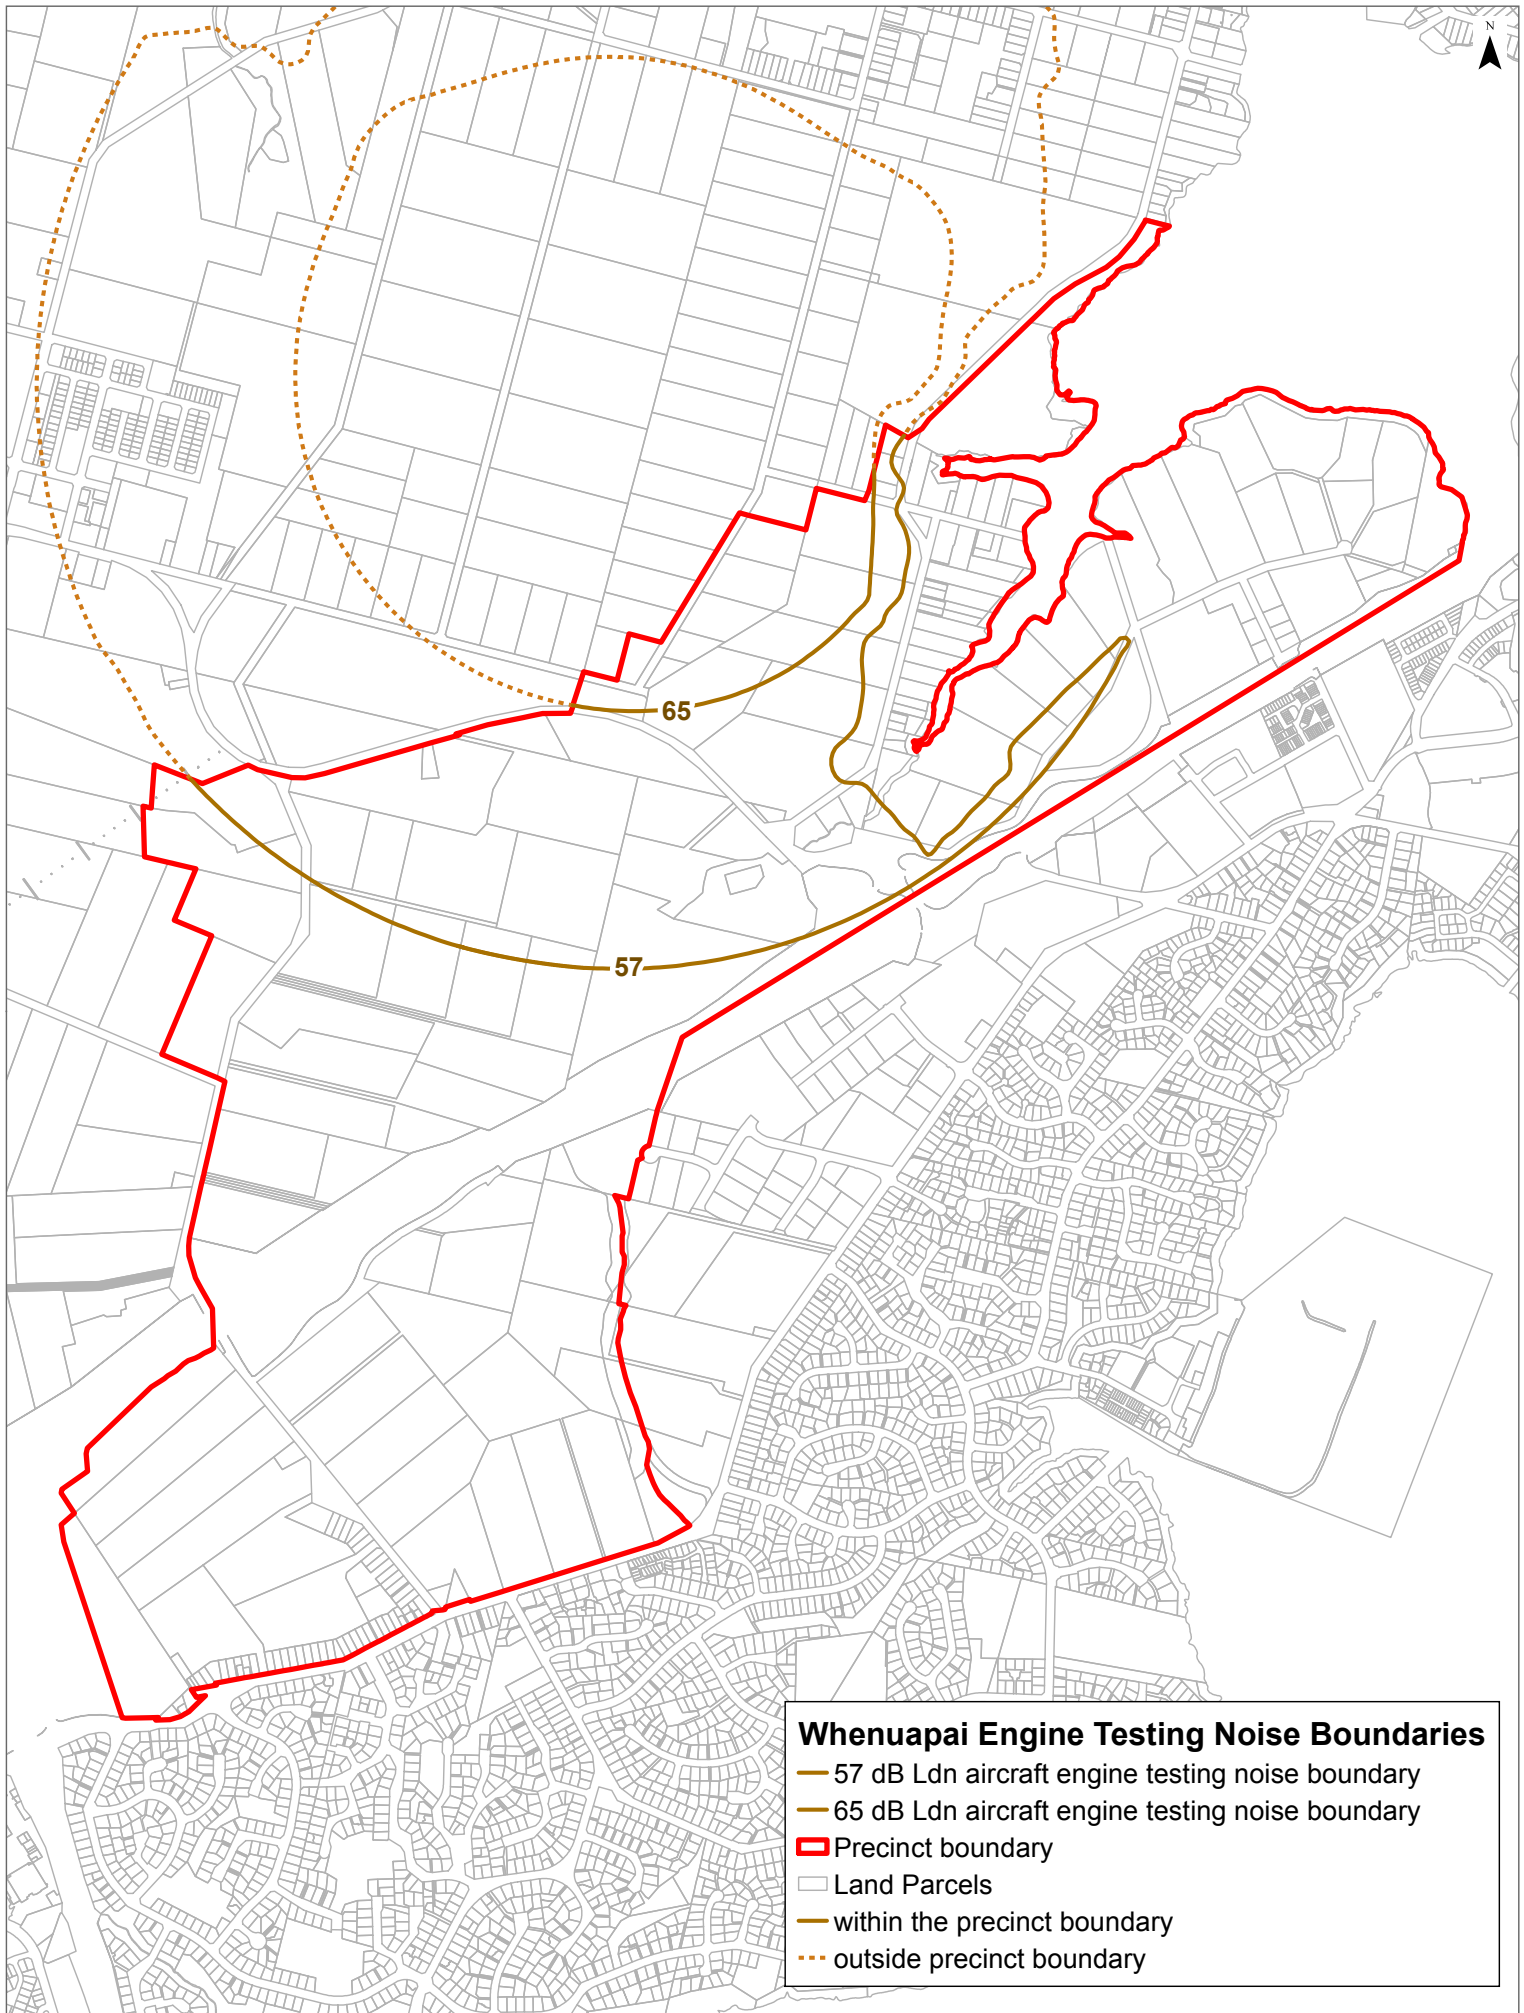 N
65
57
Whenuapai Engine Testing Noise Boundaries
57 dB Ldn aircraft engine testing noise boundary
65 dB Ldn aircraft engine testing noise boundary
Precinct boundary
Land Parcels
within the precinct boundary
outside precinct boundary